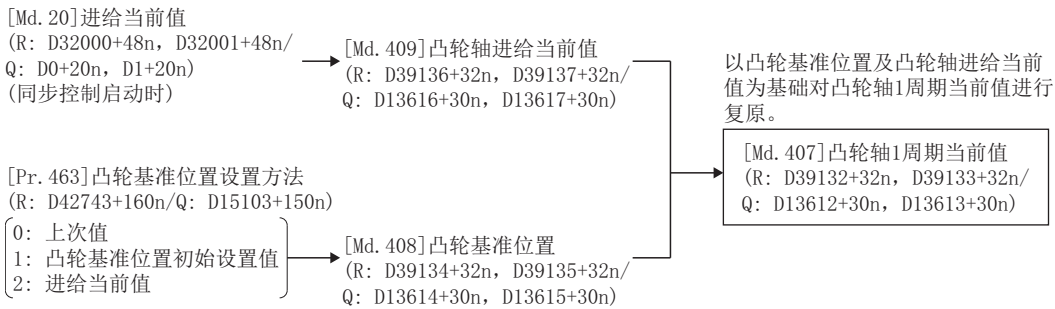 [Md.20]进给当前值
(R: D32000+48n, D32001+48n/
Q: D0+20n, D1+20n)
(同步控制启动时)
[Md.409]凸轮轴进给当前值
(R: D39136+32n, D39137+32n/
Q: D13616+30n, D13617+30n)
以凸轮基准位置及凸轮轴进给当前
值为基础对凸轮轴1周期当前值进行
复原。
[Md.407]凸轮轴1周期当前值
(R: D39132+32n, D39133+32n/
Q: D13612+30n, D13613+30n)
[Pr.463]凸轮基准位置设置方法
(R: D42743+160n/Q: D15103+150n)
0: 上次值
1: 凸轮基准位置初始设置值
2: 进给当前值
[Md.408]凸轮基准位置
(R: D39134+32n, D39135+32n/
Q: D13614+30n, D13615+30n)